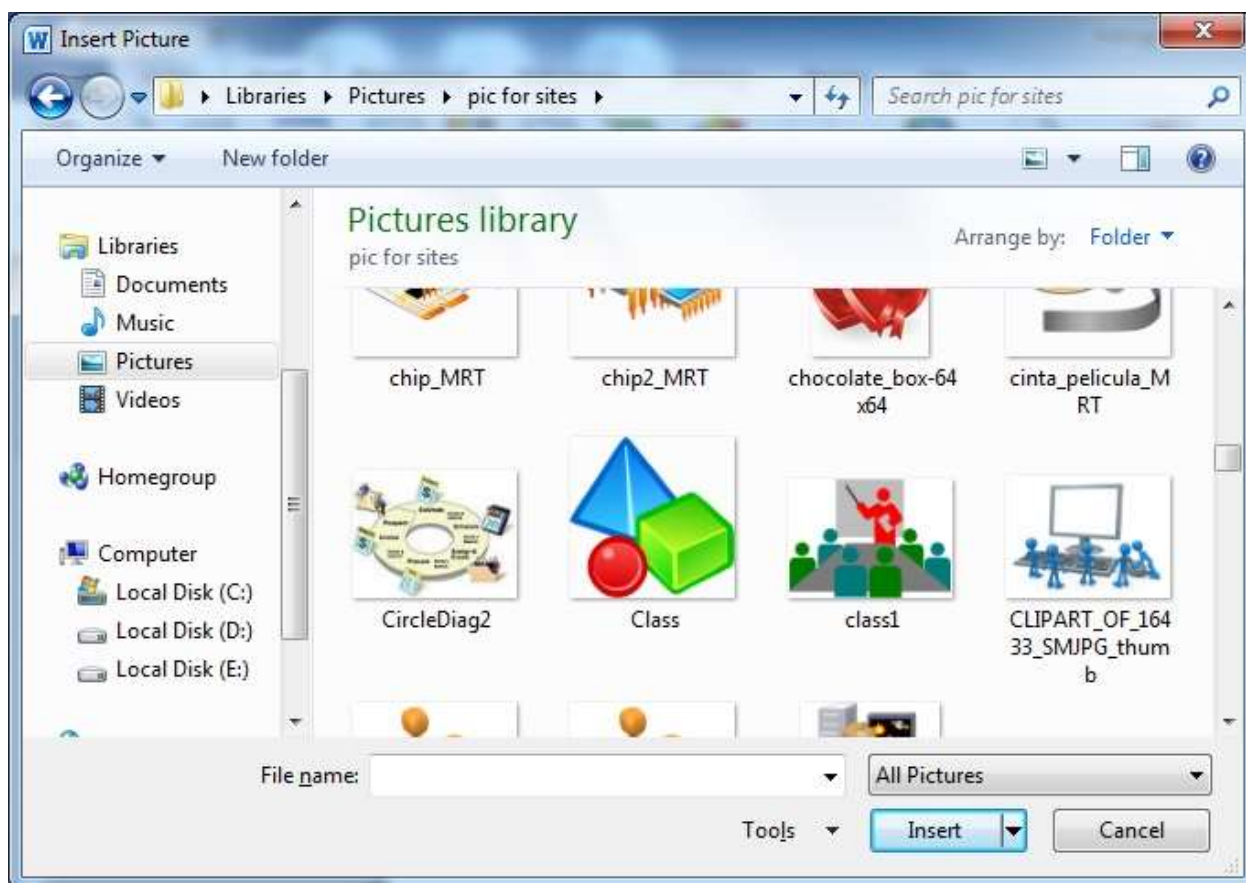 W Insert Picture
Libraries Pictures pic for sites
Search pic for sites
Organize New folder
Libraries
Documents
Music
Pictures
Videos
Homegroup
Computer
Local Disk (C:)
Local Disk (D:)
Local Disk (E:)
Pictures library
pic for sites
Arrange by: Folder
chip_MRT
chip2_MRT
chocolate_box-64
x64
cinta_pelicula_M
RT
CircleDiag2
Class
class1
CLIPART_OF_164
33_SMJPG_thum
b
File name:
All Pictures
Tools Insert Cancel